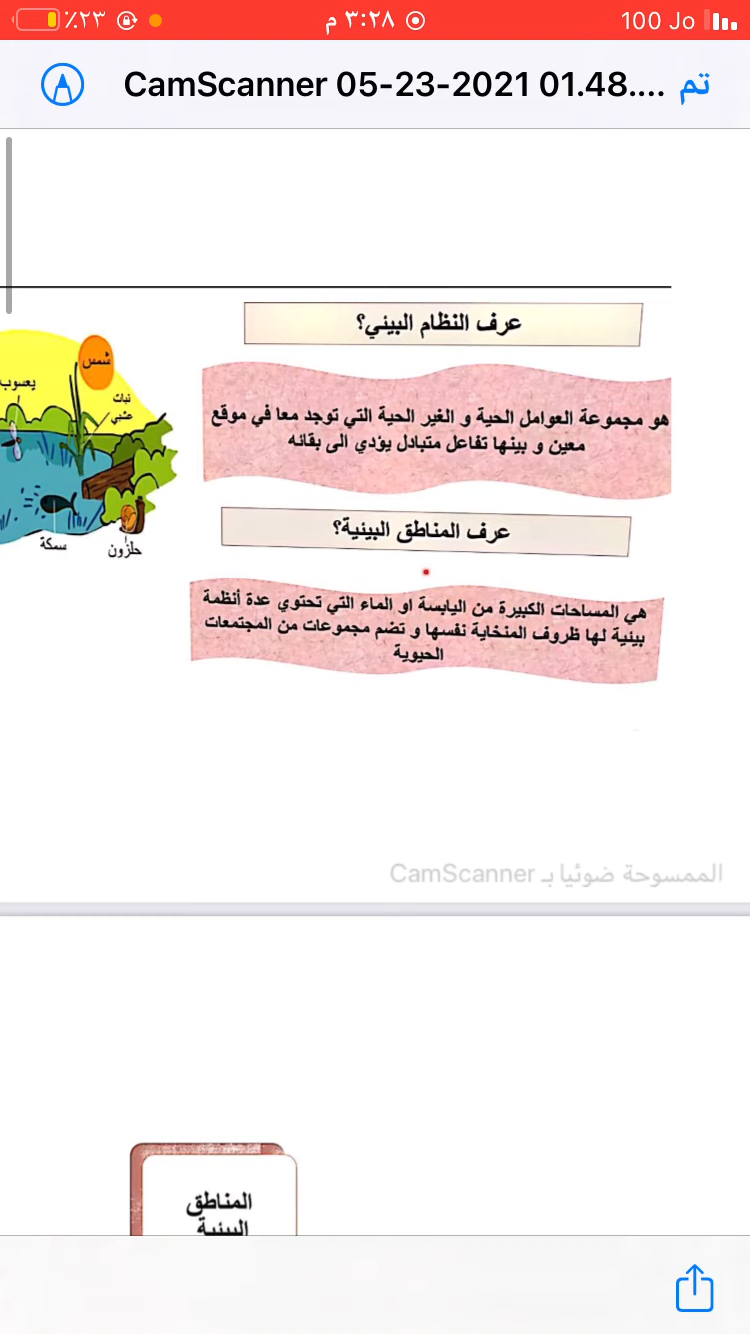 ٪٢٣
٣:٢٨ م
100 Jo
CamScanner 05-23-2021 01.48....
تم
عرف النظام البيئي؟
هو مجموعة العوامل الحية و الغير الحية التي توجد معا في موقع
معين و بينها تفاعل متبادل يؤدي الى بقائه
شمس
يعسوب
نبات
عشبي
سمكة
حلزون
عرف المناطق البيئية؟
هي المساحات الكبيرة من اليابسة او الماء التي تحتوي عدة أنظمة
بيئية لها ظروف المناخية نفسها و تضم مجموعات من المجتمعات
الحيوية
الممسوحة ضوئيا بـ CamScanner
المناطق
البيئية